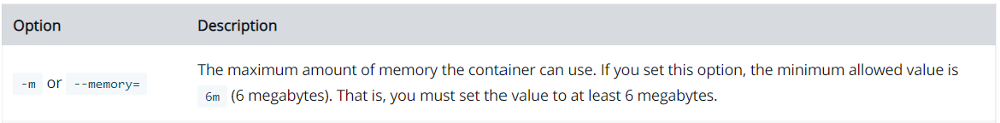 Option Description
-m or --memory= The maximum amount of memory the container can use. If you set this option, the minimum allowed value is
6m (6 megabytes). That is, you must set the value to at least 6 megabytes.